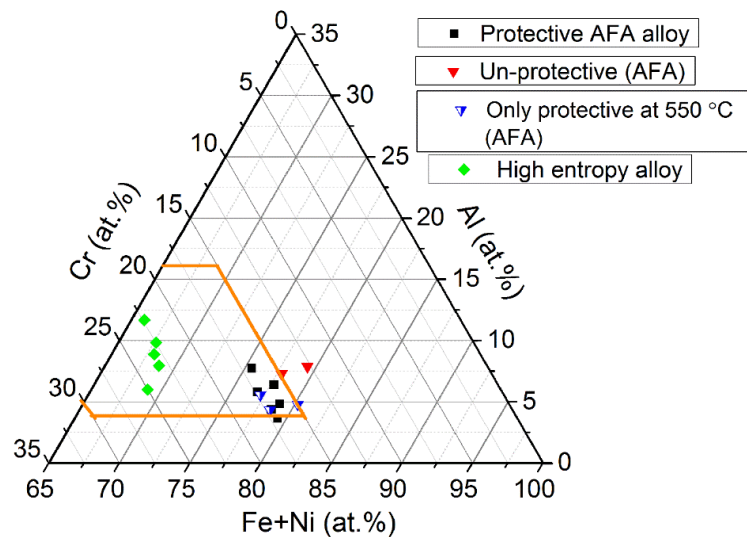 Protective AFA alloy
Un-protective (AFA)
Only protective at 550 °C
(AFA)
High entropy alloy
0
5
10
15
20
25
30
35
Cr (at.%)
35
30
25
20
15
10
5
0
Al (at.%)
65 70 75 80 85 90 95 100
Fe+Ni (at.%)